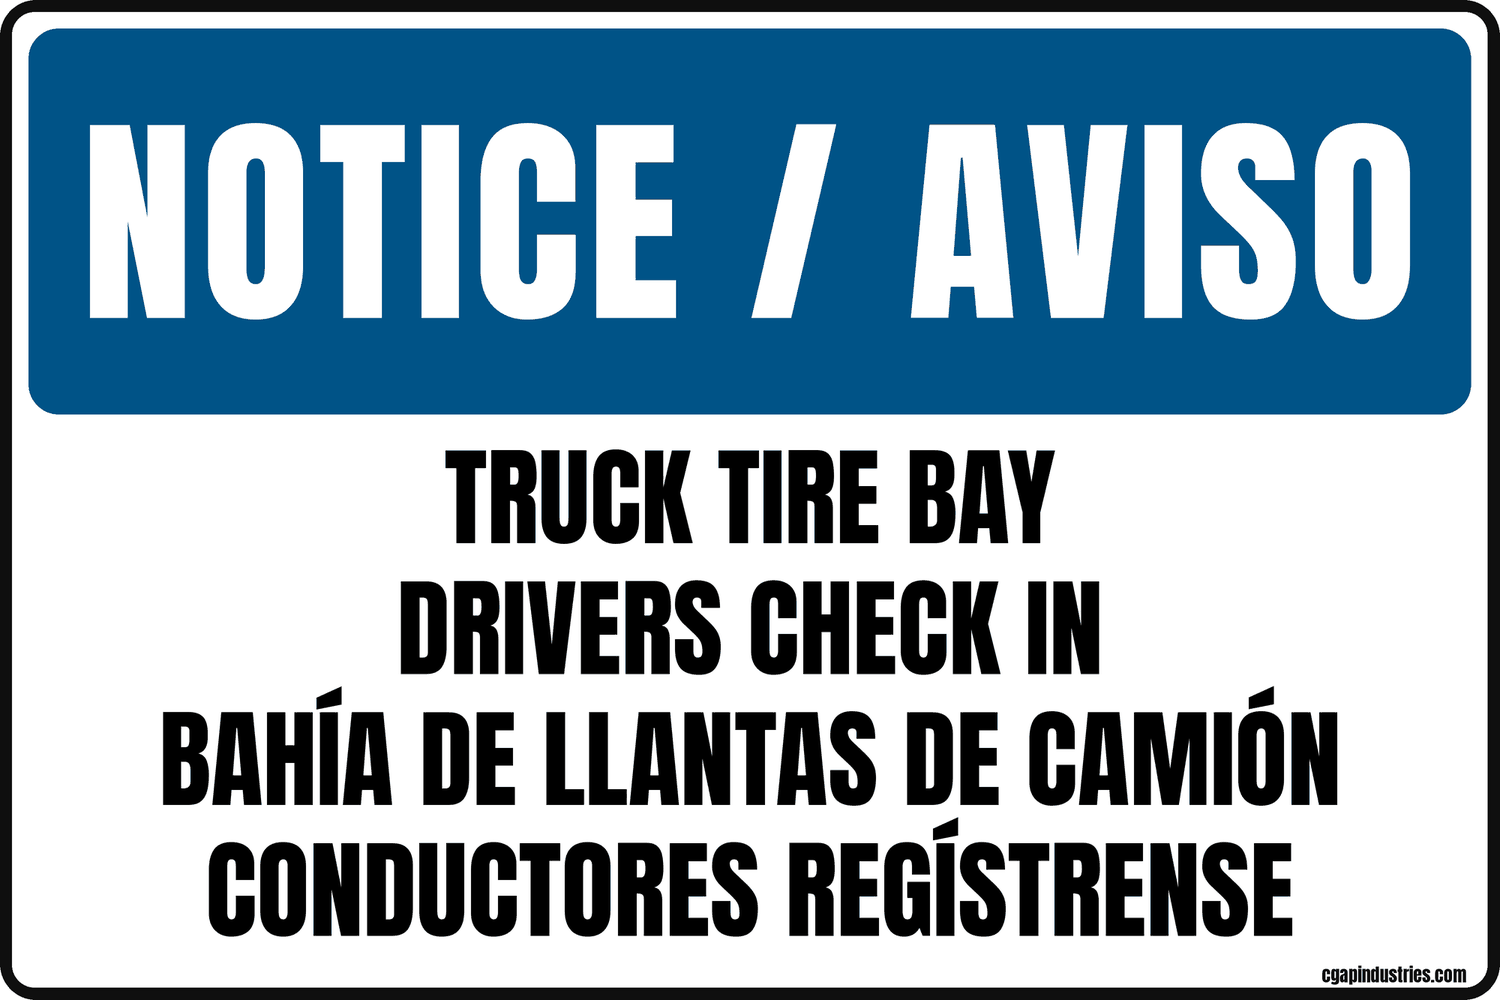 NOTICE / AVISO
TRUCK TIRE BAY
DRIVERS CHECK IN
BAHÍA DE LLANTAS DE CAMIÓN
CONDUCTORES REGÍSTRENSE
cgapindustries.com